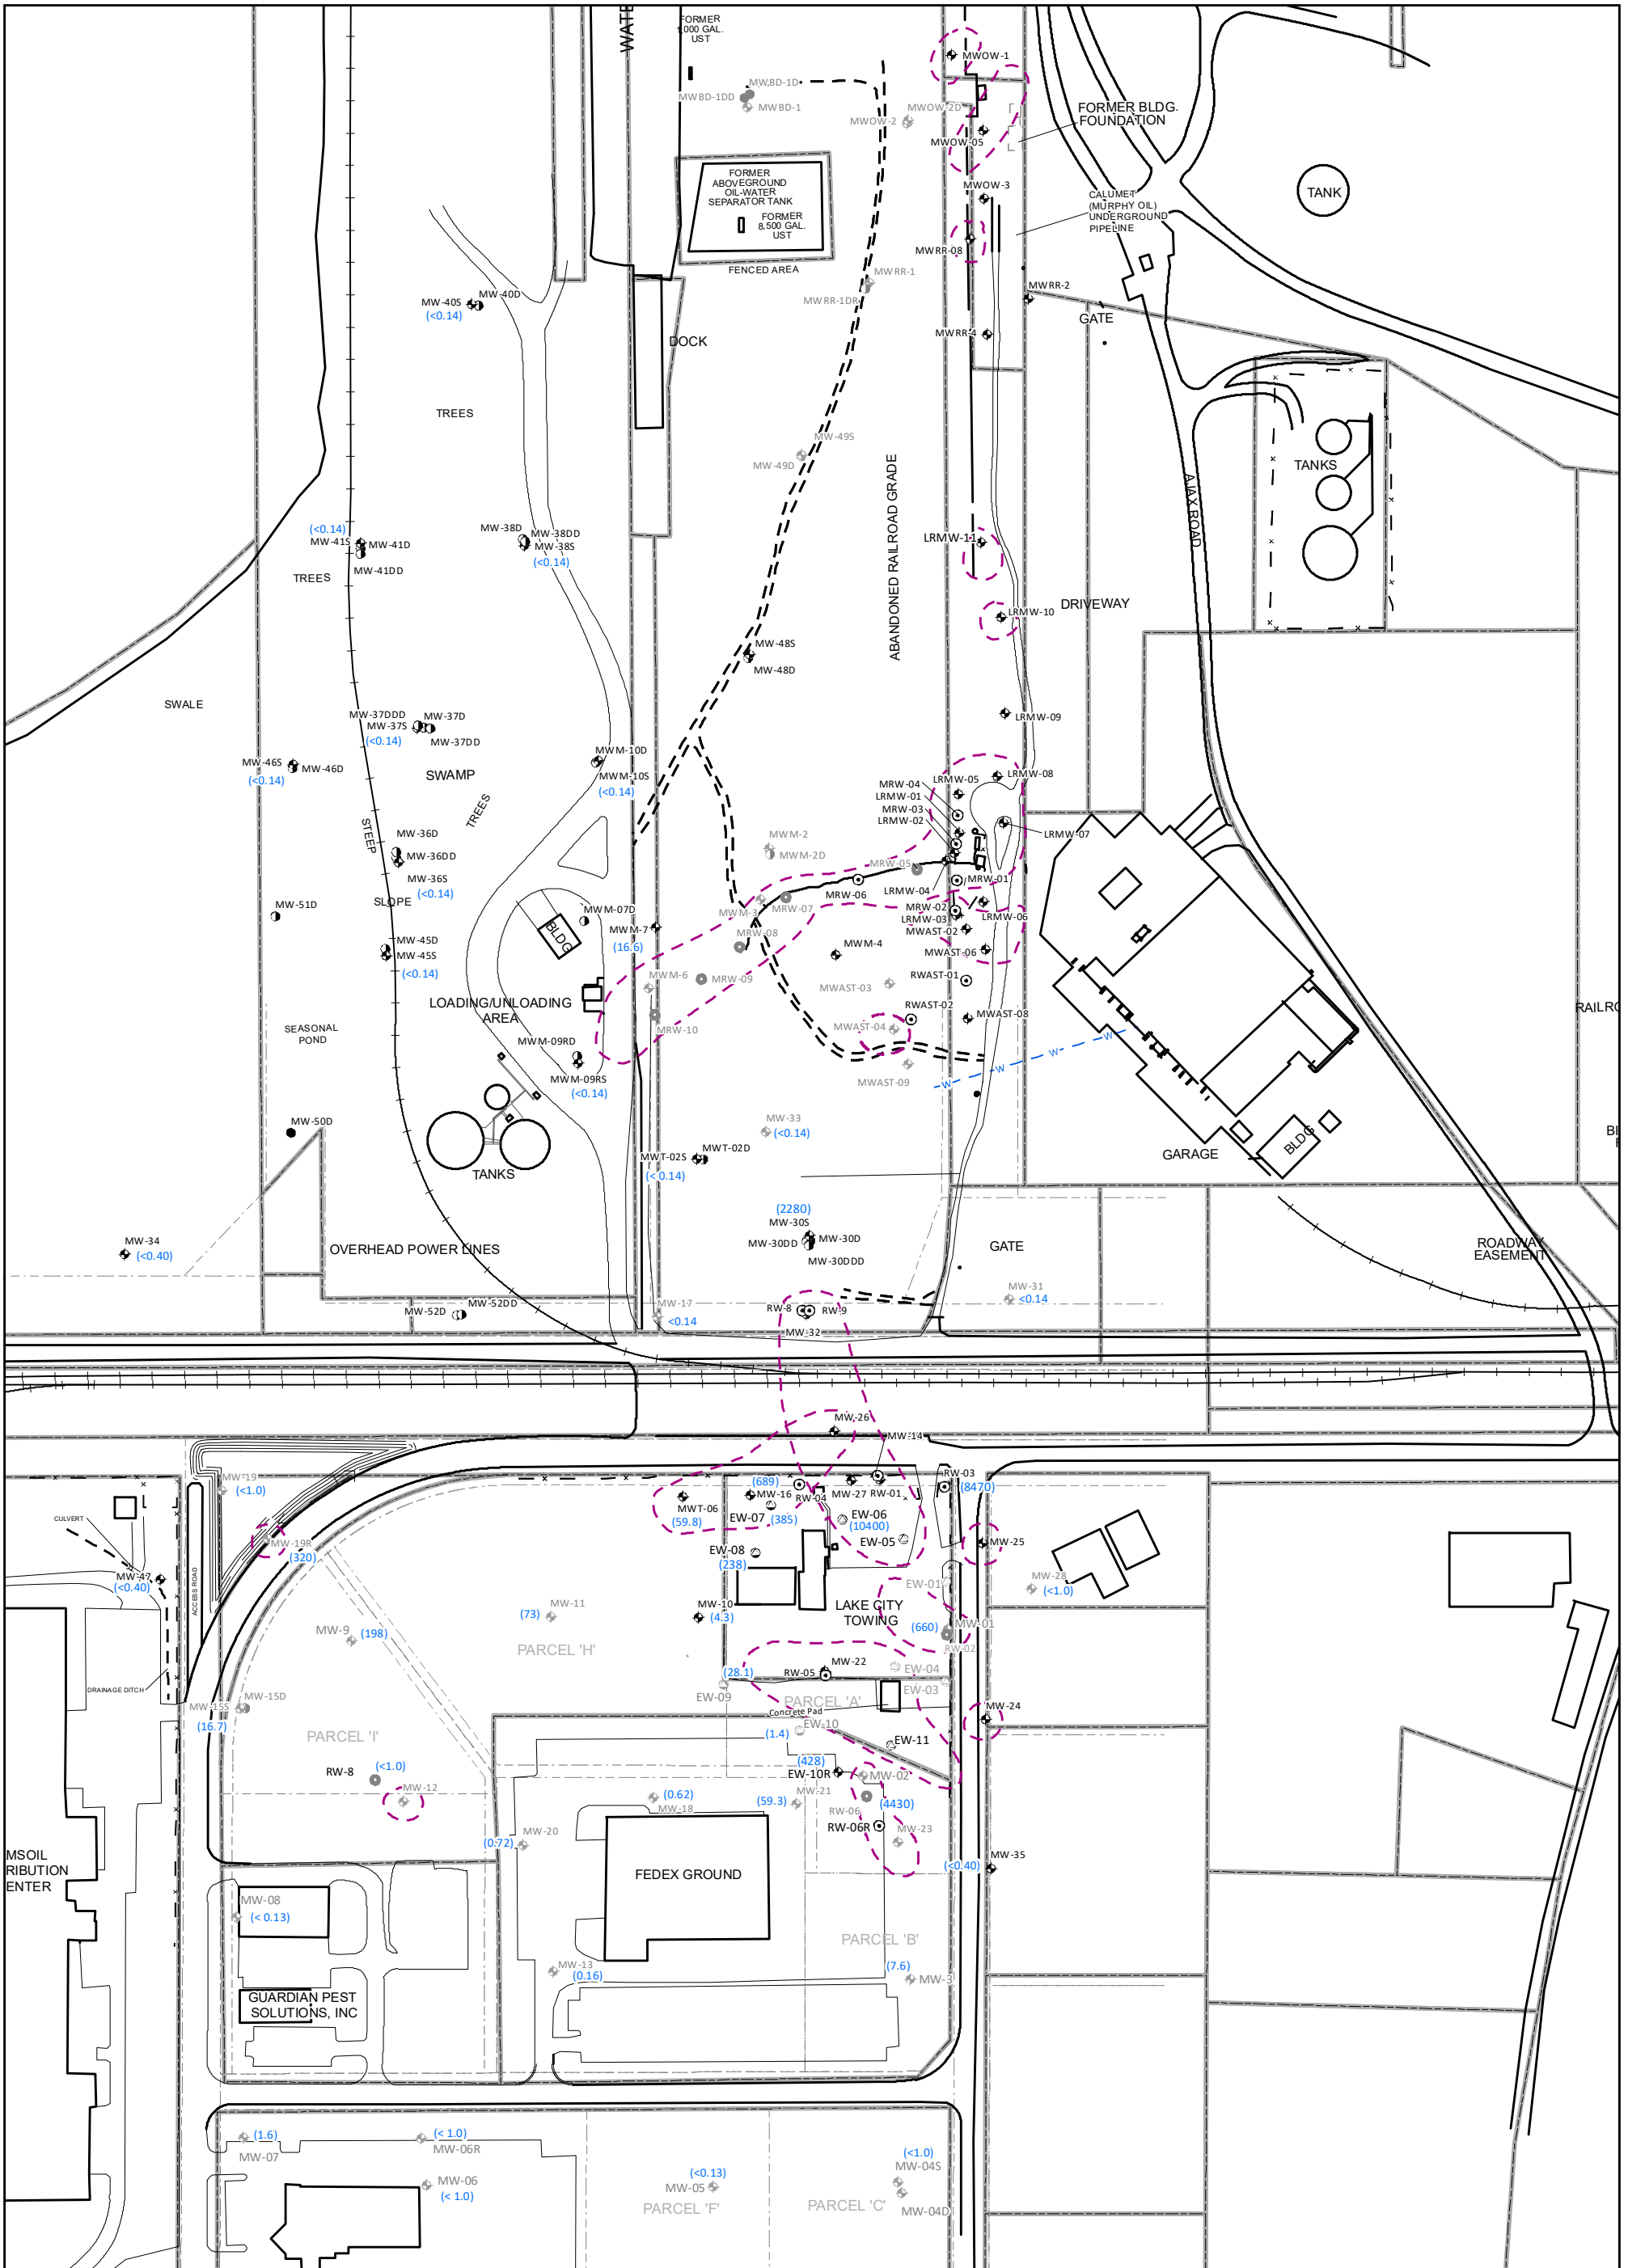 WATE
FORMER
1,000 GAL.
UST
MWBD-1D
MWBD-1DD
MWBD-1
MWOW-1
MWOW-2D
MWOW-2
MWOW-05
FORMER BLDG.
FOUNDATION
FORMER
ABOVEGROUND
OIL-WATER
SEPARATOR TANK
FORMER
8,500 GAL.
UST
FENCED AREA
MWOW-3
CALUMET
(MURPHY OIL)
UNDERGROUND
PIPELINE
TANK
MWRR-08
MWRR-1
MWRR-1DR
MWRR-2
MW-40S
MW-40D
(<0.14)
GATE
MWRR-4
DOCK
TREES
MW-49S
MW-49D
ABANDONED RAILROAD GRADE
AJAX ROAD
TANKS
(<0.14)
MW-41S
MW-41D
MW-41DD
MW-38D
MW-38DD
MW-38S
(<0.14)
LRMW-11
TREES
LRMW-10
DRIVEWAY
MW-48S
MW-48D
SWALE
MW-37DDD
MW-37D
MW-37S
MW-37DD
(<0.14)
LRMW-09
MW-46S
MW-46D
(<0.14)
SWAMP
MWM-10D
MWM-10S
(<0.14)
TREES
STEEP
SLOPE
LRMW-05
LRMW-08
MRW-04
LRMW-01
MRW-03
LRMW-02
LRMW-07
MW-36D
MW-36DD
MW-36S
(<0.14)
MWM-2
MWM-2D
MRW-05
MRW-06
MRW-01
LRMW-04
MW-51D
MWM-07D
MWM-7
(16.6)
BLDG
MWM-3
MRW-07
MRW-08
MRW-02
LRMW-03
LRMW-06
MWAST-02
MW-45D
MW-45S
(<0.14)
MWM-4
MWAST-06
MWM-6
MRW-09
MWAST-03
RWAST-01
LOADING/UNLOADING
AREA
RWAST-02
MWAST-08
SEASONAL
POND
MRW-10
MWAST-04
RAILRO
MWM-09RD
MWM-09RS
(<0.14)
MWAST-09
W
W
W
MW-50D
MW-33
(<0.14)
MWT-02S
MWT-02D
(<0.14)
TANKS
GARAGE
BLDG
(2280)
MW-30S
MW-30D
MW-30DD
MW-30DDD
MW-34
(<0.40)
OVERHEAD POWER LINES
GATE
ROADWAY
EASEMENT
MW-31
<0.14
MW-52D
MW-52DD
MW-17
<0.14
RW-8
RW-9
MW-32
MW-26
MW-14
MW-19
(<1.0)
(689)
MW-16
RW-04
MW-27
RW-01
RW-03
(8470)
MWT-06
(59.8)
EW-07
(385)
EW-06
(10400)
CULVERT
MW-19R
(320)
EW-08
(238)
EW-05
MW-25
MW-47
(<0.40)
ACCESS ROAD
EW-01
MW-28
(<1.0)
(73)
MW-11
MW-10
(4.3)
LAKE CITY
TOWING
(660)
MW-01
RW-02
MW-9
(198)
PARCEL 'H'
(28.1)
RW-05
MW-22
EW-04
EW-03
DRAINAGE DITCH
MW-15D
MW-15S
(16.7)
EW-09
PARCEL 'A'
Concrete Pad
MW-24
PARCEL 'I'
(1.4)
EW-10
EW-11
RW-8
(<1.0)
(428)
EW-10R
MW-02
MW-12
(0.62)
MW-18
(59.3)
MW-21
RW-06
(4430)
RW-06R
MW-23
(0.72)
MW-20
MW-35
(<0.40)
MSOIL
RIBUTION
ENTER
FEDEX GROUND
MW-08
(< 0.13)
PARCEL 'B'
MW-13
(0.16)
(7.6)
MW-3
GUARDIAN PEST
SOLUTIONS, INC
(1.6)
MW-07
(< 1.0)
MW-06R
MW-06
(< 1.0)
(<0.13)
MW-05
(<1.0)
MW-04S
MW-04D
PARCEL 'F'
PARCEL 'C'